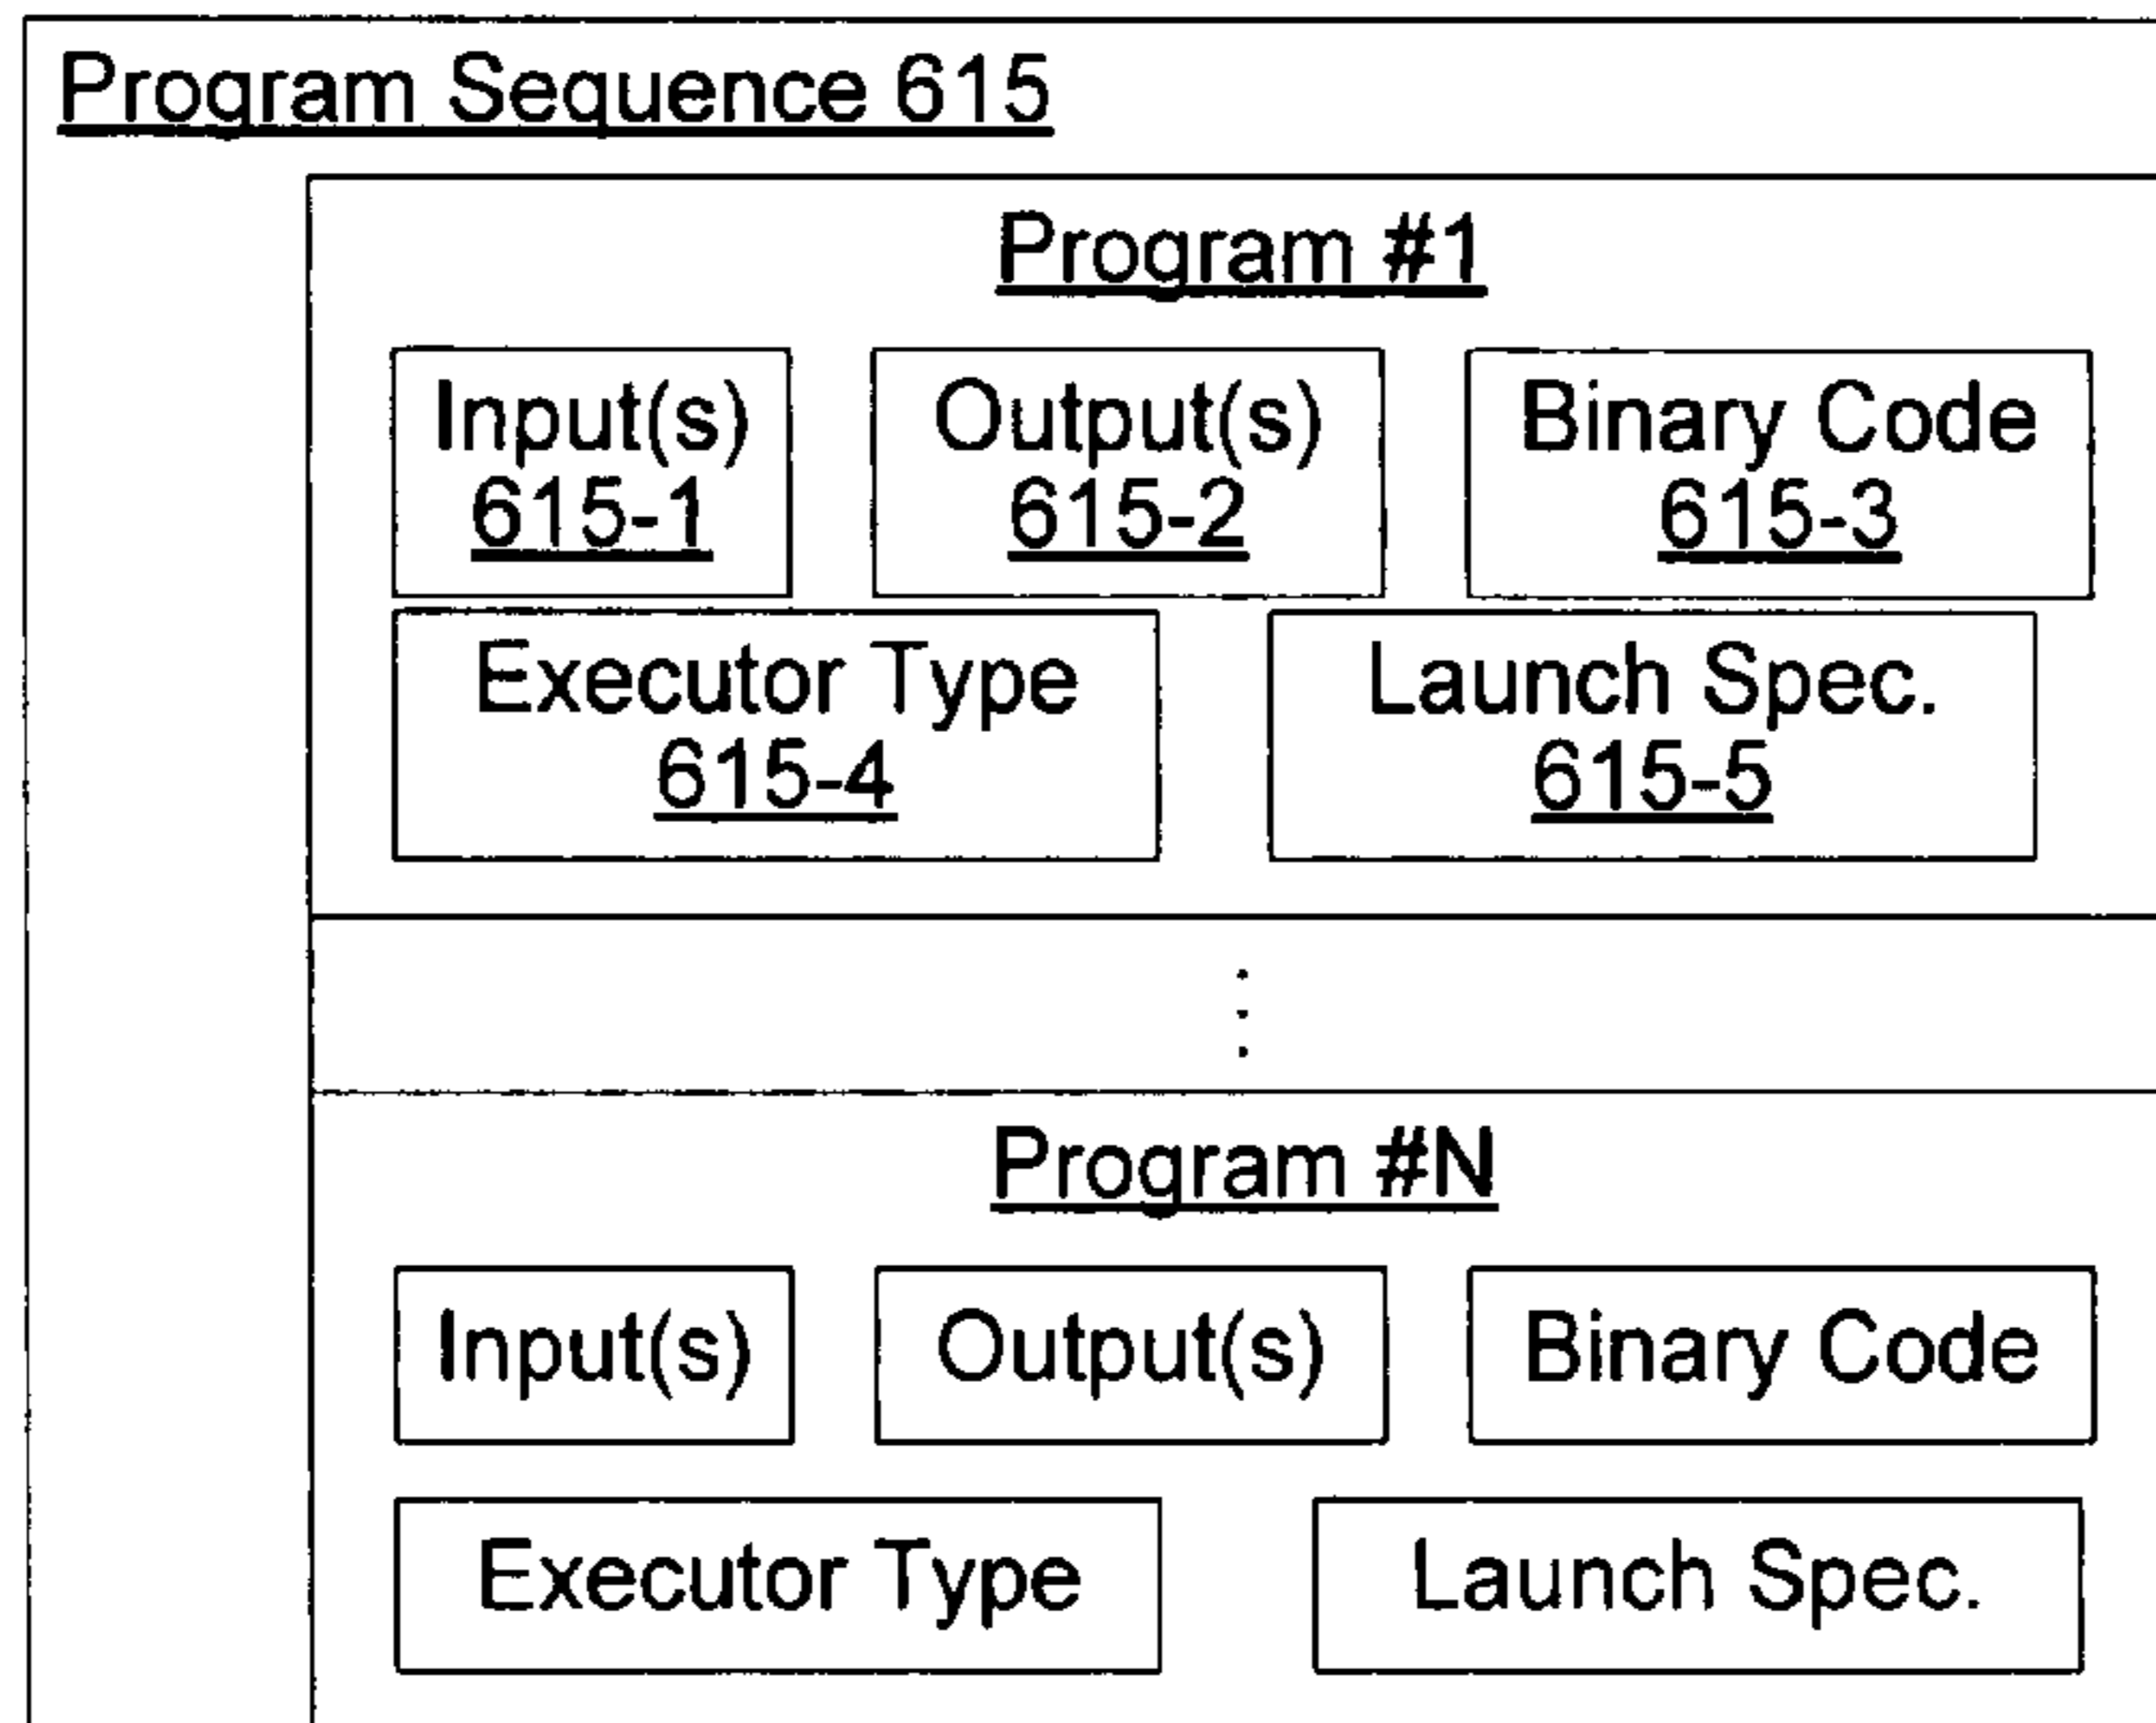 Program Sequence 615
Program #1
Input(s)
615-1
Output(s)
615-2
Binary Code
615-3
Executor Type
615-4
Launch Spec.
615-5
Program #N
Input(s)
Output(s)
Binary Code
Executor Type
Launch Spec.